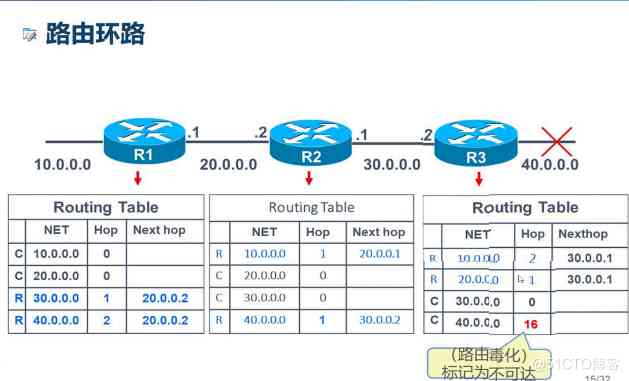 路由环路
.1 .2 .1 .2
R1 R2 R3
10.0.0.0 20.0.0.0 30.0.0.0 40.0.0.0
Routing Table
NET Hop Next hop
C 10.0.0.0 0
C 20.0.0.0 0
R 30.0.0.0 1 20.0.0.2
R 40.0.0.0 2 20.0.0.2
Routing Table
NET Hop Next hop
R 10.0.0.0 1 20.0.0.1
C 20.0.0.0 0
C 30.0.0.0 0
R 40.0.0.0 1 30.0.0.2
Routing Table
NET Hop Nexthop
R 10.0.0.0 2 30.0.0.1
R 20.0.0.0 1 30.0.0.1
C 30.0.0.0 0
C 40.0.0.0 16
(路由毒化)
标记为不可达
@51CTO博客
15/32